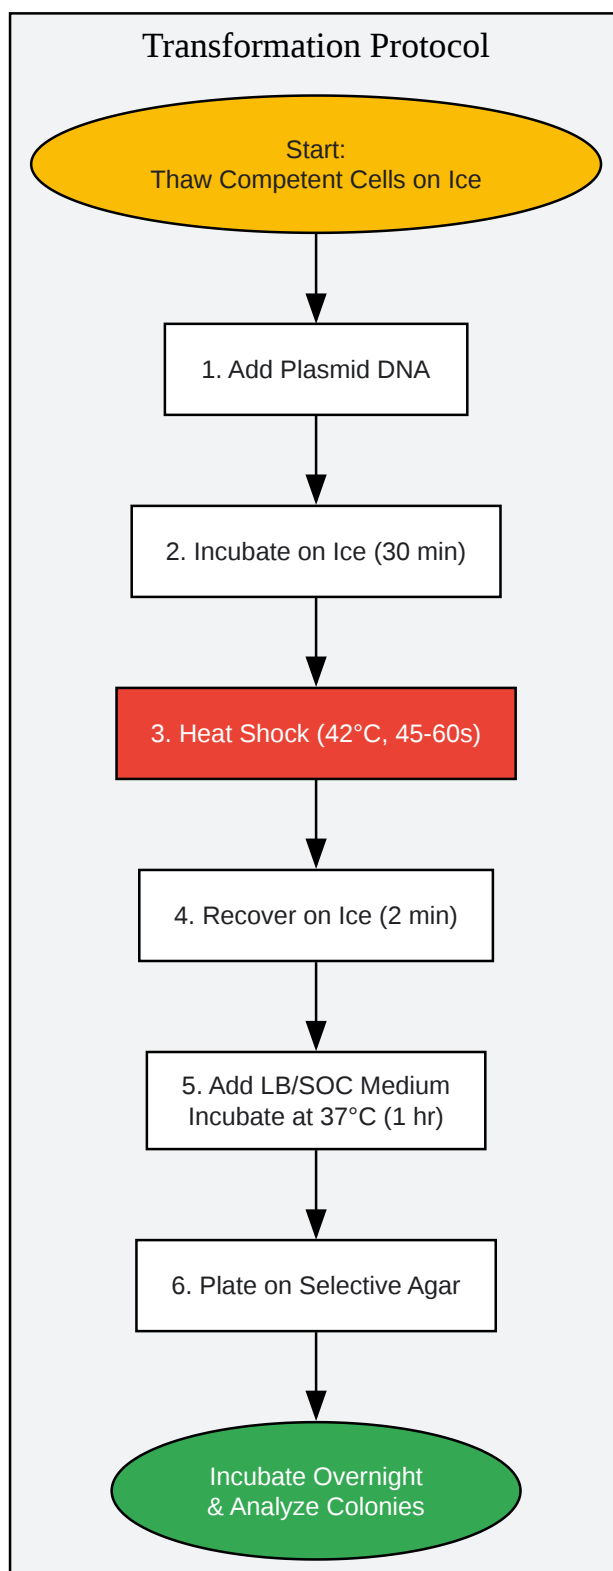 Transformation Protocol
Start:
Thaw Competent Cells on Ice
1. Add Plasmid DNA
2. Incubate on Ice (30 min)
3. Heat Shock (42°C, 45-60s)
4. Recover on Ice (2 min)
5. Add LB/SOC Medium
Incubate at 37°C (1 hr)
6. Plate on Selective Agar
Incubate Overnight
& Analyze Colonies